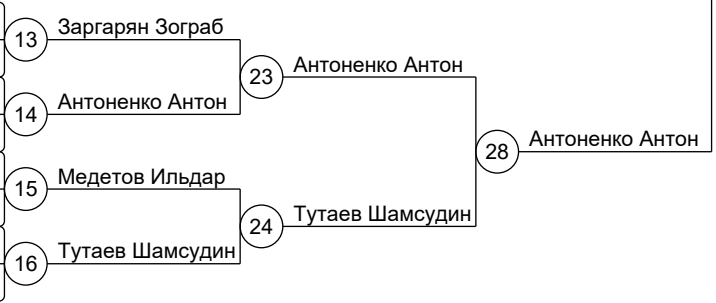 13
Заргарян Зограб
23
Антоненко Антон
14
Антоненко Антон
28
Антоненко Антон
15
Медетов Ильдар
24
Тутаев Шамсудин
16
Тутаев Шамсудин